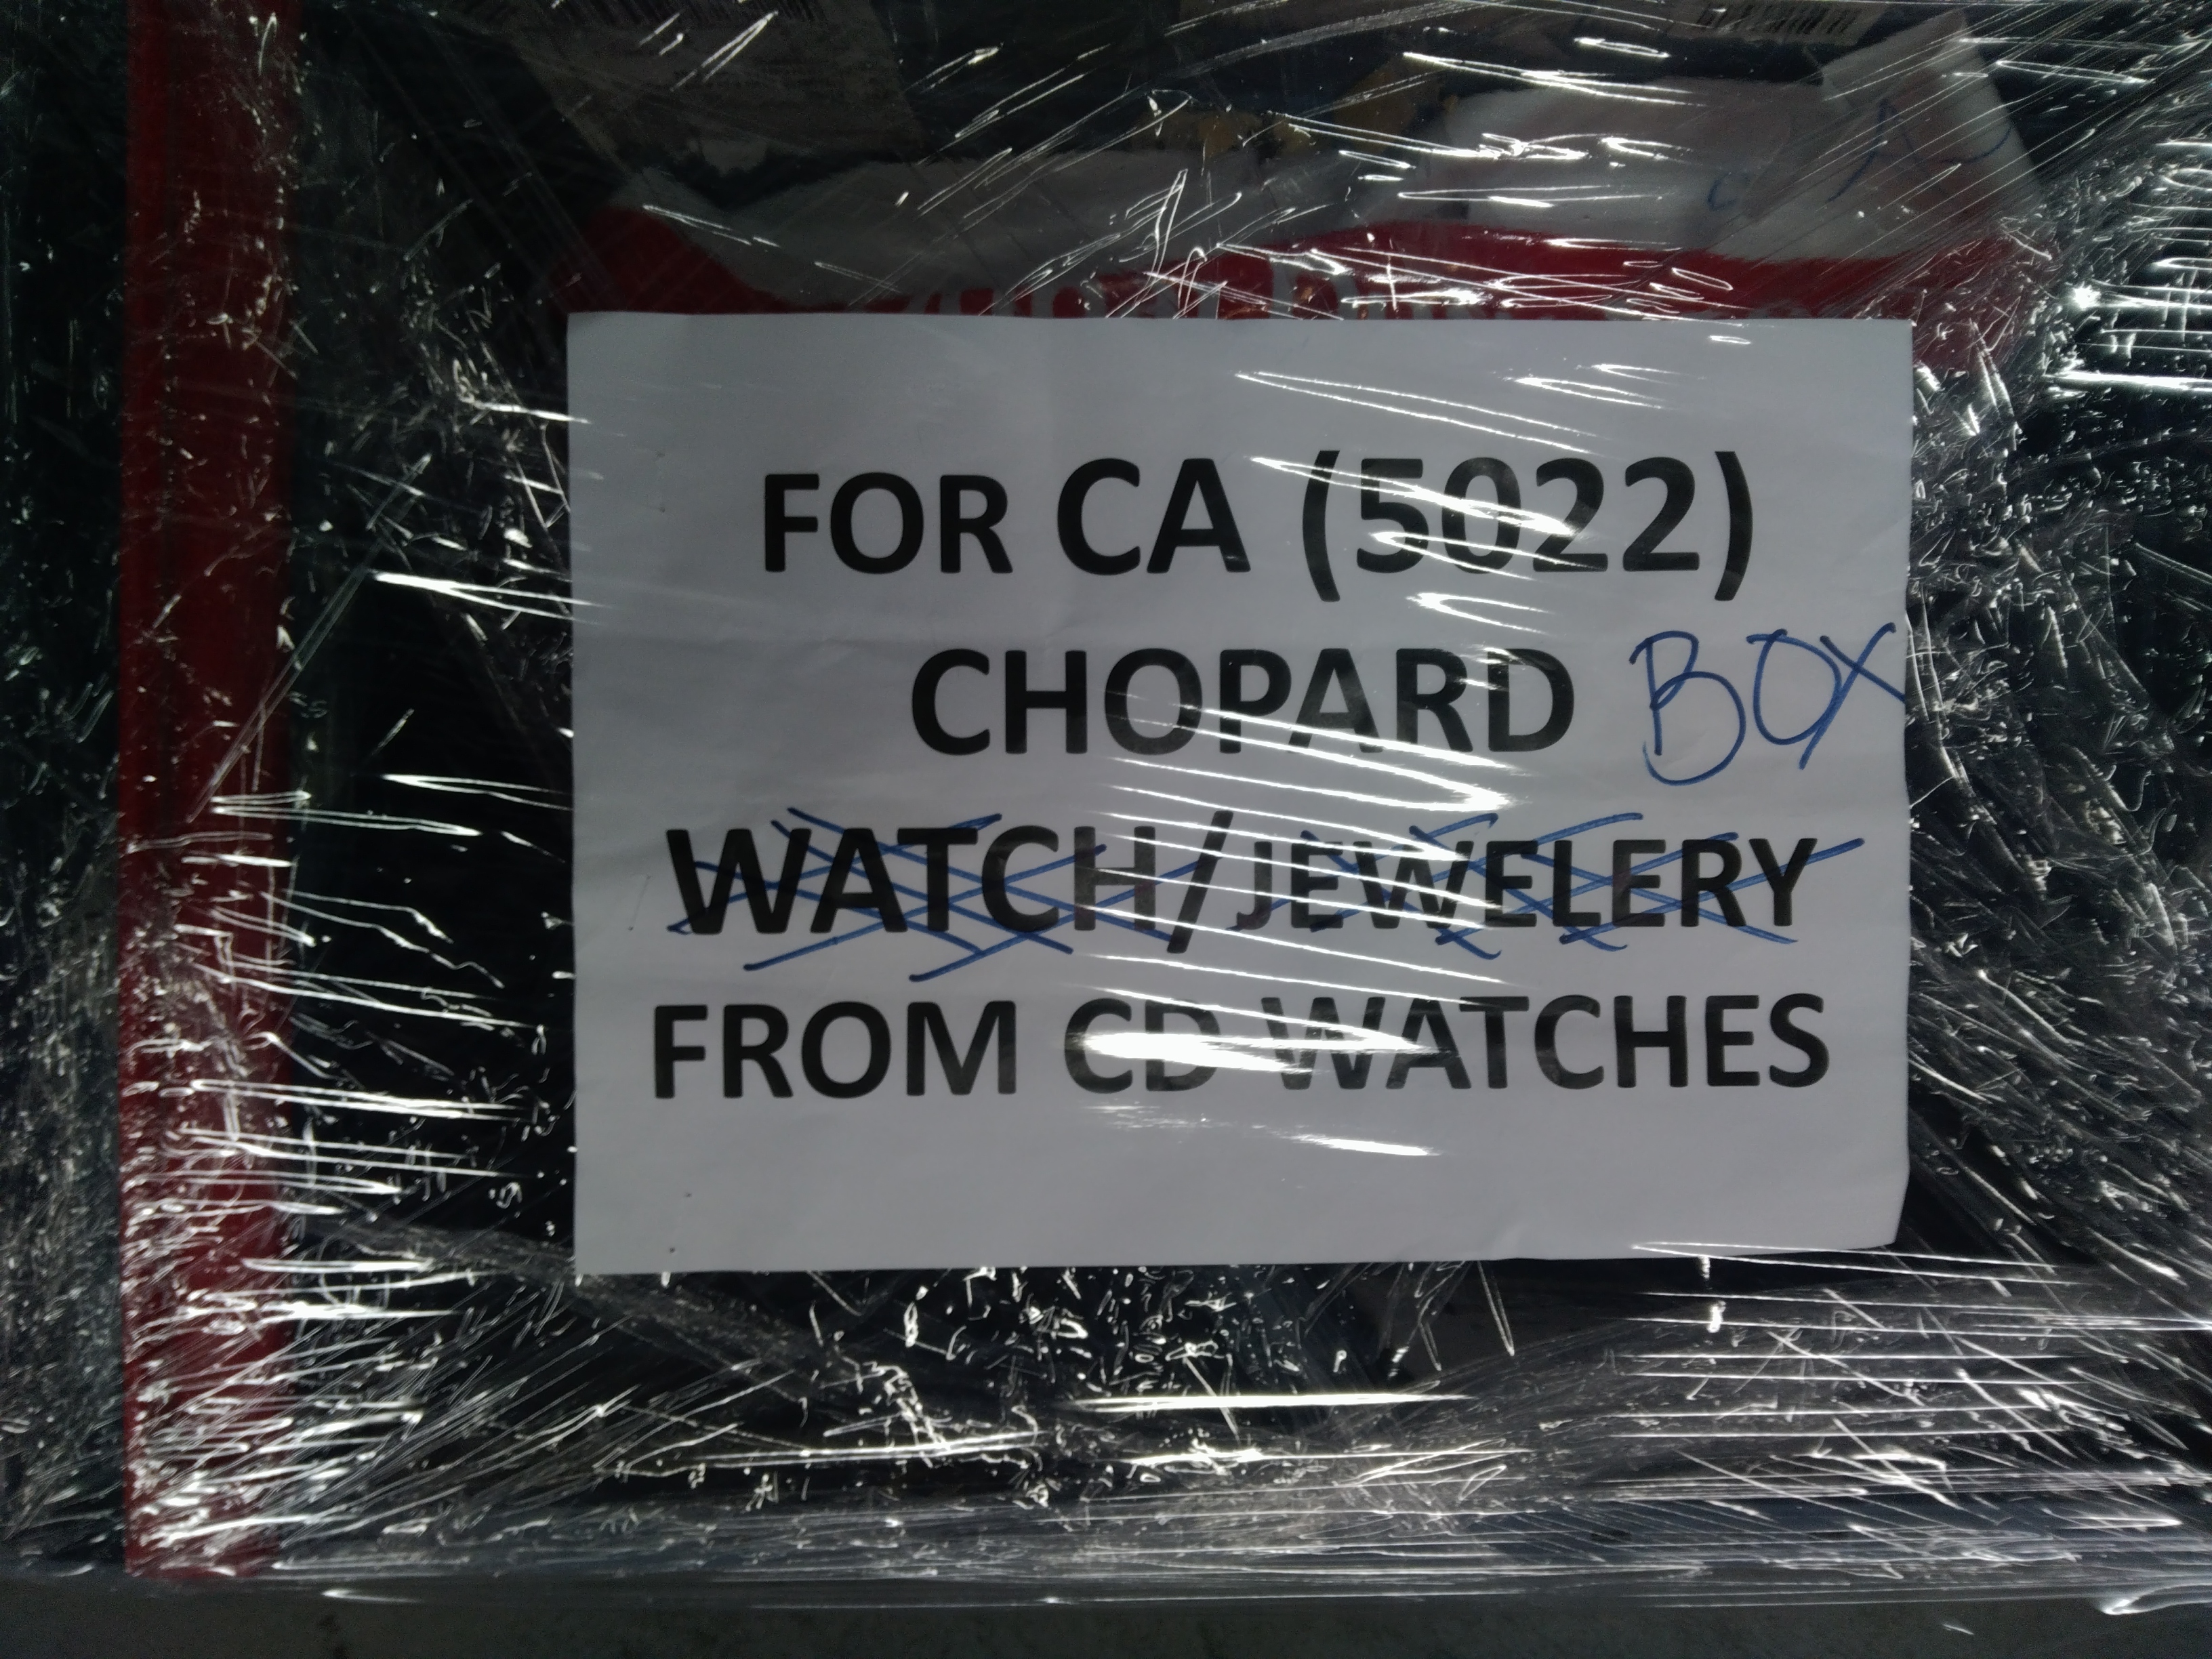 FOR CA (5022)
CHOPARD BOX
WATCH/JEWELERY
FROM CD WATCHES